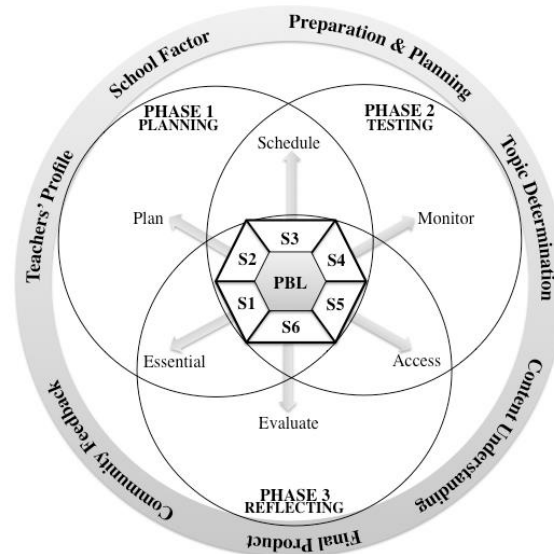 School Factor
Preparation & Planning
Topic Determination
Content Understanding
Final Product
Community Feedback
Teachers' Profile
PHASE 1
PLANNING
PHASE 2
TESTING
Schedule
Plan
Monitor
S3
S2
S4
PBL
S1
S5
S6
Essential
Access
Evaluate
PHASE 3
REFLECTING